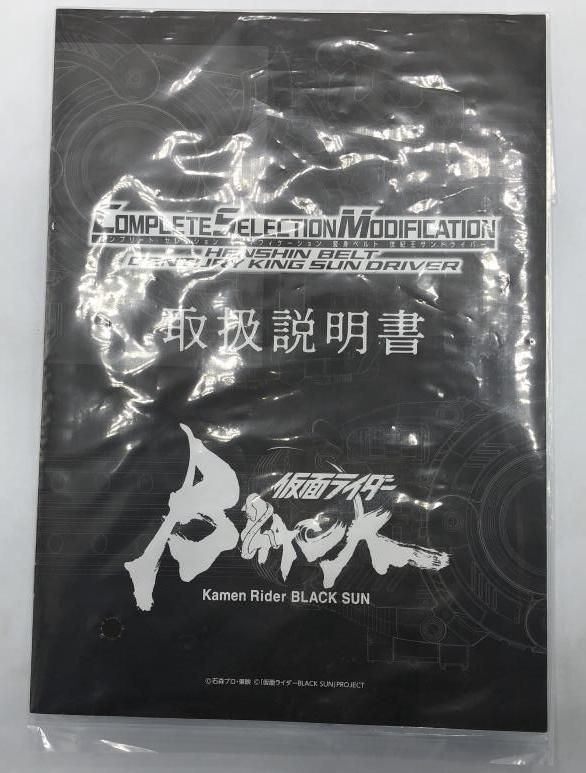 COMPLETE SELECTION MODIFICATION
コンプリート セレクション モディフィケーション 変身ベルト 世紀王サンドライバー
HENSHIN BELT
CENTURY KING SUN DRIVER
取扱説明書
仮面ライダー
BLACK
Kamen Rider BLACK SUN
©石森プロ・東映 ©「仮面ライダーBLACK SUN」PROJECT